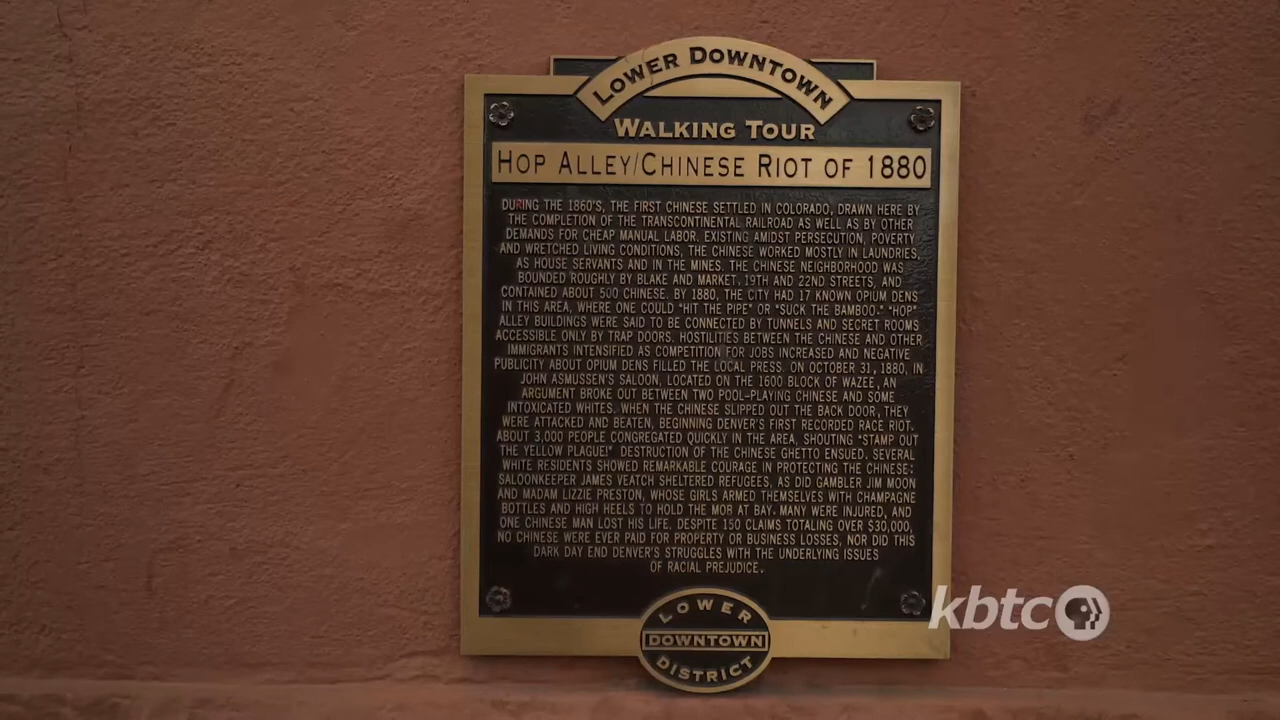 LOWER DOWNTOWN
WALKING TOUR
HOP ALLEY/CHINESE RIOT OF 1880
DURING THE 1860'S, THE FIRST CHINESE SETTLED IN COLORADO, DRAWN HERE BY
THE COMPLETION OF THE TRANSCONTINENTAL RAILROAD AS WELL AS BY OTHER
DEMANDS FOR CHEAP MANUAL LABOR. EXISTING AMIDST PERSECUTION, POVERTY
AND WRETCHED LIVING CONDITIONS, THE CHINESE WORKED MOSTLY IN LAUNDRIES,
AS HOUSE SERVANTS AND IN THE MINES. THE CHINESE NEIGHBORHOOD WAS
BOUNDED ROUGHLY BY BLAKE AND MARKET, 19TH AND 22ND STREETS, AND
CONTAINED ABOUT 500 CHINESE. BY 1880, THE CITY HAD 17 KNOWN OPIUM DENS
IN THIS AREA, WHERE ONE COULD "HIT THE PIPE" OR "SUCK THE BAMBOO." "HOP"
ALLEY BUILDINGS WERE SAID TO BE CONNECTED BY TUNNELS AND SECRET ROOMS
ACCESSIBLE ONLY BY TRAP DOORS. HOSTILITIES BETWEEN THE CHINESE AND OTHER
IMMIGRANTS INTENSIFIED AS COMPETITION FOR JOBS INCREASED AND NEGATIVE
PUBLICITY ABOUT OPIUM DENS FILLED THE LOCAL PRESS. ON OCTOBER 31, 1880, IN
JOHN ASMUSSEN'S SALOON, LOCATED ON THE 1600 BLOCK OF WAZEE, AN
ARGUMENT BROKE OUT BETWEEN TWO POOL-PLAYING CHINESE AND SOME
INTOXICATED WHITES. WHEN THE CHINESE SLIPPED OUT THE BACK DOOR, THEY
WERE ATTACKED AND BEATEN, BEGINNING DENVER'S FIRST RECORDED RACE RIOT.
ABOUT 3,000 PEOPLE CONGREGATED QUICKLY IN THE AREA, SHOUTING "STAMP OUT
THE YELLOW PLAGUE!" DESTRUCTION OF THE CHINESE GHETTO ENSUED. SEVERAL
WHITE RESIDENTS SHOWED REMARKABLE COURAGE IN PROTECTING THE CHINESE:
SALOONKEEPER JAMES VEATCH SHELTERED REFUGEES, AS DID GAMBLER JIM MOON
AND MADAM LIZZIE PRESTON, WHOSE GIRLS ARMED THEMSELVES WITH CHAMPAGNE
BOTTLES AND HIGH HEELS TO HOLD THE MOB AT BAY. MANY WERE INJURED, AND
ONE CHINESE MAN LOST HIS LIFE. DESPITE 150 CLAIMS TOTALING OVER $30,000,
NO CHINESE WERE EVER PAID FOR PROPERTY OR BUSINESS LOSSES, NOR DID THIS
DARK DAY END DENVER'S STRUGGLES WITH THE UNDERLYING ISSUES
OF RACIAL PREJUDICE.
LOWER
DOWNTOWN
DISTRICT
kbtc